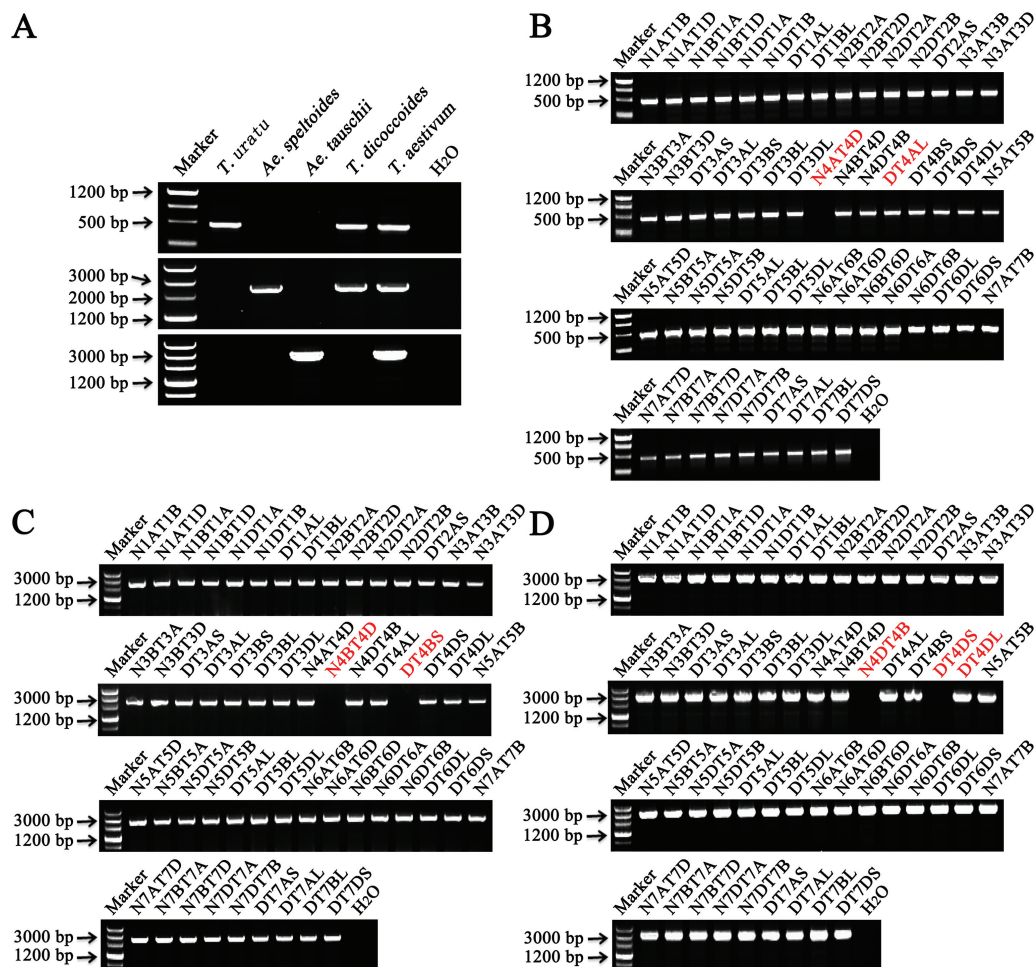 A
Marker
T. uratu
Ae. speltoides
Ae. tauschii
T. dicoccoides
T. aestivum
H2O
1200 bp
500 bp
3000 bp
2000 bp
1200 bp
3000 bp
1200 bp
B
Marker N1AT1B N1AT1D N1BT1A N1BT1D N1DT1A N1DT1B DT1AL DT1BL N2BT2A N2BT2D N2DT2A N2DT2B DT2AS N3AT3B N3AT3D
1200 bp
500 bp
Marker N3BT3A N3BT3D DT3AS DT3AL DT3BS DT3BL DT3DL N4AT4D N4BT4D N4DT4B DT4AL DT4BS DT4DS DT4DL N5AT5B
1200 bp
500 bp
Marker N5AT5D N5BT5A N5DT5A N5DT5B DT5AL DT5BL DT5DL N6AT6B N6AT6D N6BT6D N6DT6A N6DT6B DT6DL DT6DS N7AT7B
1200 bp
500 bp
Marker N7AT7D N7BT7A N7BT7D N7DT7A N7DT7B DT7AS DT7AL DT7BL DT7DS H2O
1200 bp
500 bp
C
Marker N1AT1B N1AT1D N1BT1A N1BT1D N1DT1A N1DT1B DT1AL DT1BL N2BT2A N2BT2D N2DT2A N2DT2B DT2AS N3AT3B N3AT3D
3000 bp
1200 bp
Marker N3BT3A N3BT3D DT3AS DT3AL DT3BS DT3BL DT3DL N4AT4D N4BT4D N4DT4B DT4AL DT4BS DT4DS DT4DL N5AT5B
3000 bp
1200 bp
Marker N5AT5D N5BT5A N5DT5A N5DT5B DT5AL DT5BL DT5DL N6AT6B N6AT6D N6BT6D N6DT6A N6DT6B DT6DL DT6DS N7AT7B
3000 bp
1200 bp
Marker N7AT7D N7BT7A N7BT7D N7DT7A N7DT7B DT7AS DT7AL DT7BL DT7DS H2O
3000 bp
1200 bp
D
Marker N1AT1B N1AT1D N1BT1A N1BT1D N1DT1A N1DT1B DT1AL DT1BL N2BT2A N2BT2D N2DT2A N2DT2B DT2AS N3AT3B N3AT3D
3000 bp
1200 bp
Marker N3BT3A N3BT3D DT3AS DT3AL DT3BS DT3BL DT3DL N4AT4D N4BT4D N4DT4B DT4AL DT4BS DT4DS DT4DL N5AT5B
3000 bp
1200 bp
Marker N5AT5D N5BT5A N5DT5A N5DT5B DT5AL DT5BL DT5DL N6AT6B N6AT6D N6BT6D N6DT6A N6DT6B DT6DL DT6DS N7AT7B
3000 bp
1200 bp
Marker N7AT7D N7BT7A N7BT7D N7DT7A N7DT7B DT7AS DT7AL DT7BL DT7DS H2O
3000 bp
1200 bp